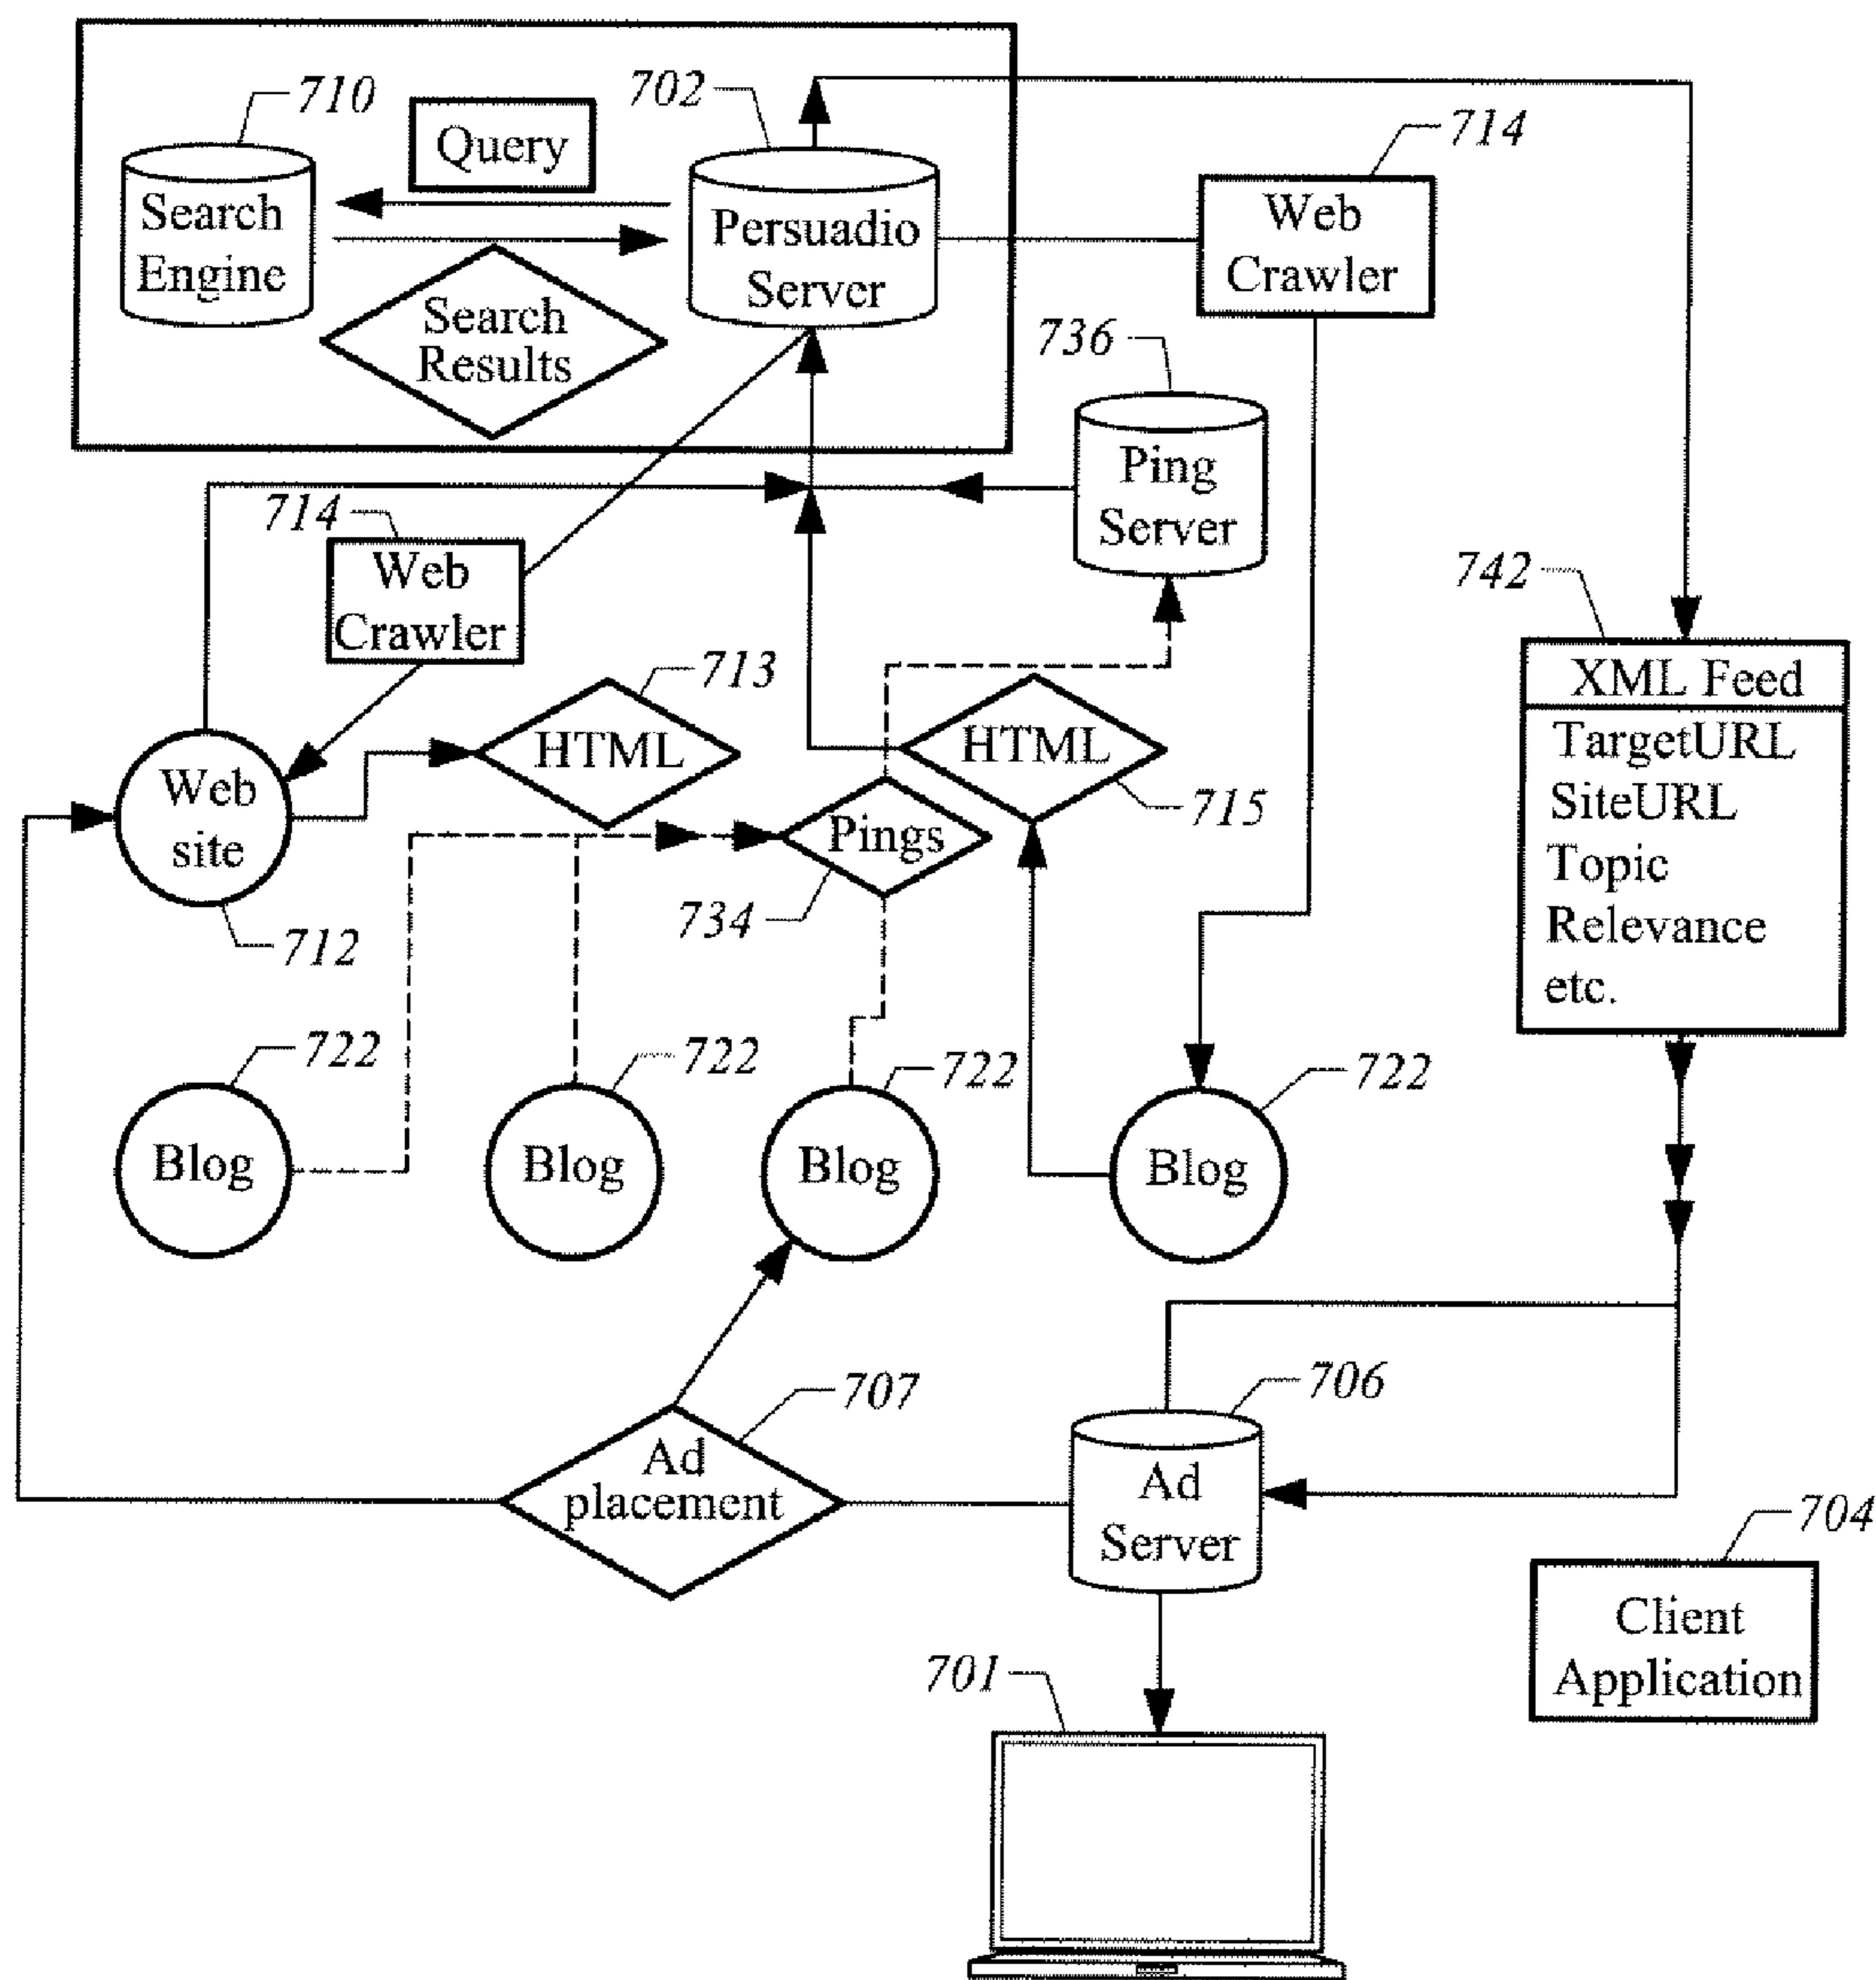 710
Query
702
714
Search
Engine
Persuadio
Server
Web
Crawler
Search
Results
736
Ping
Server
714
Web
Crawler
742
713
HTML
HTML
715
XML Feed
TargetURL
SiteURL
Topic
Relevance
etc.
Web
site
712
Pings
734
722
722
722
722
Blog
Blog
Blog
Blog
707
706
Ad
placement
Ad
Server
704
Client
Application
701